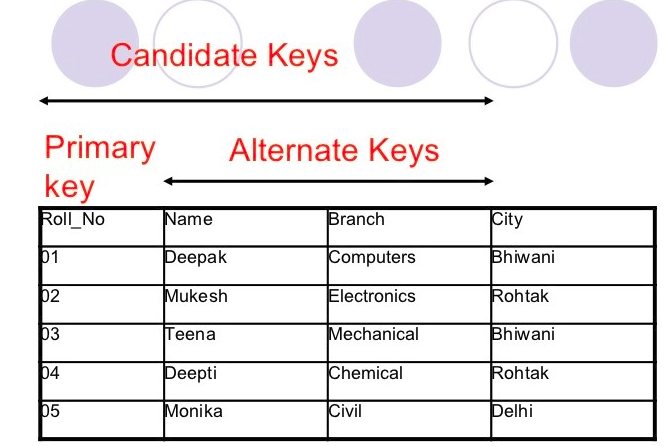 Candidate Keys
Primary
key
Alternate Keys
Roll_No Name Branch City
01 Deepak Computers Bhiwani
02 Mukesh Electronics Rohtak
03 Teena Mechanical Bhiwani
04 Deepti Chemical Rohtak
05 Monika Civil Delhi